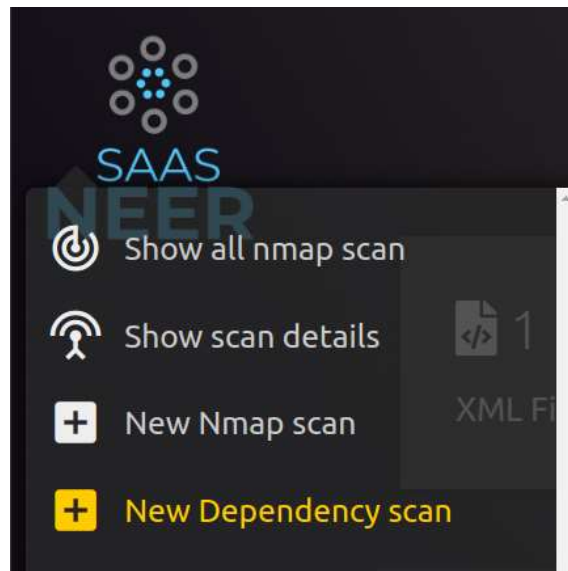 SAAS
NEER
Show all nmap scan
Show scan details
1
New Nmap scan
XML Fi
New Dependency scan